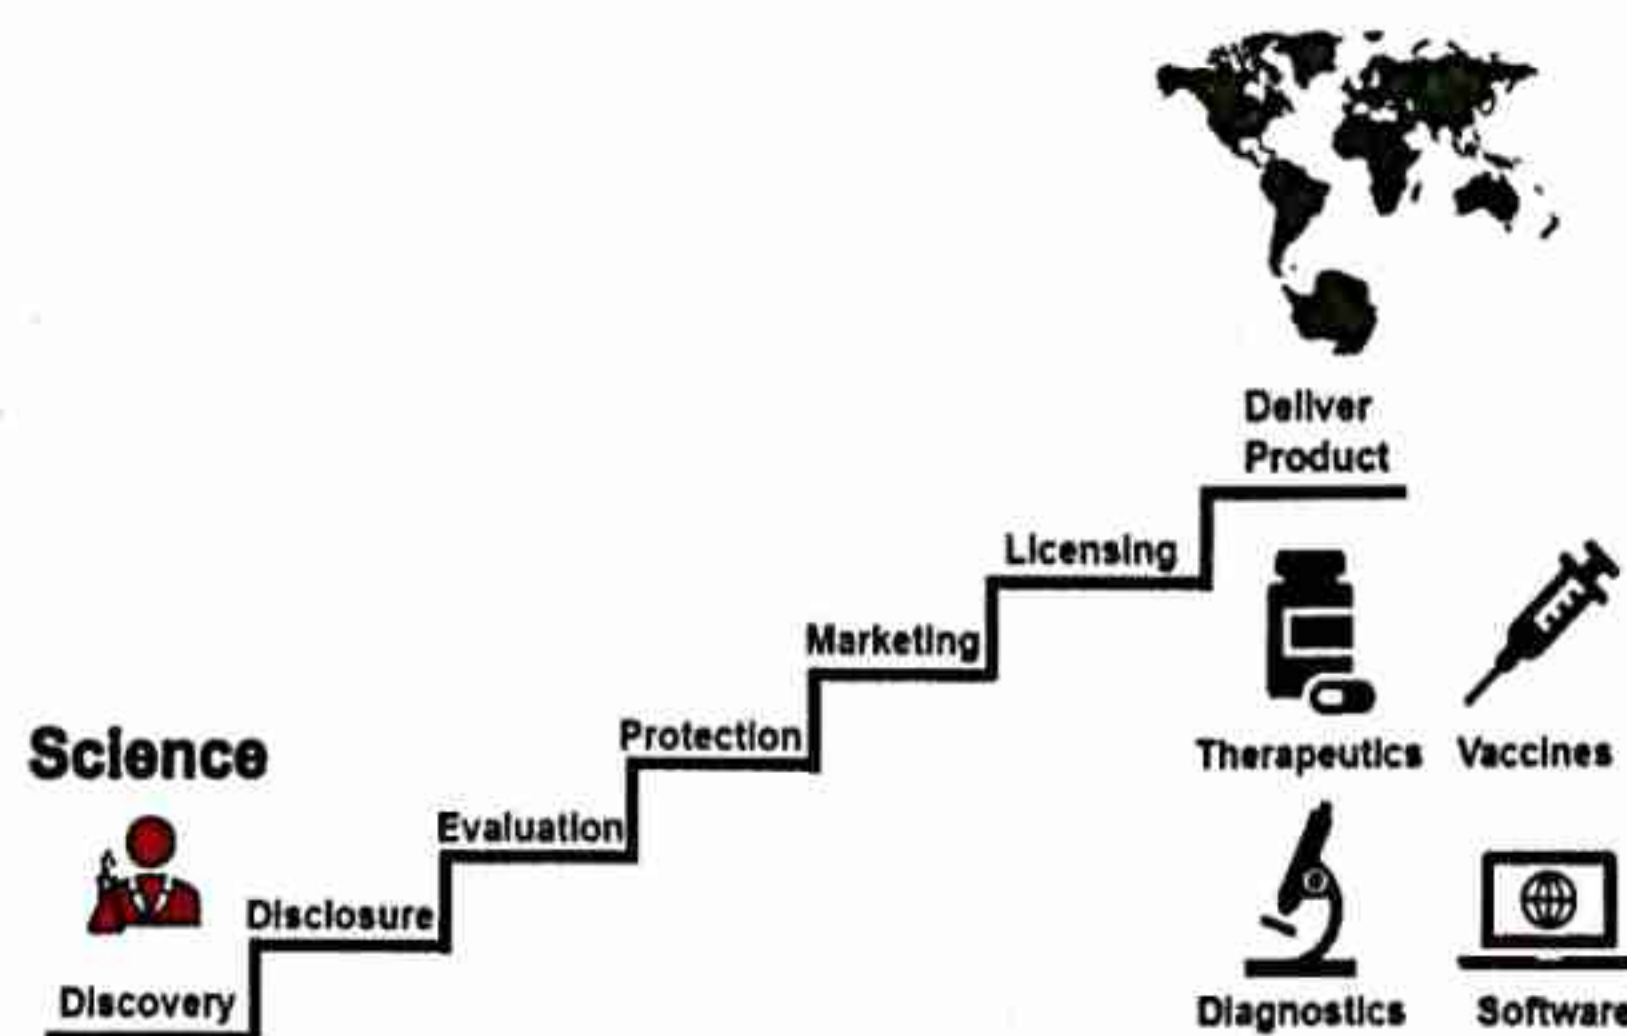 Deliver
Product
Licensing
Marketing
Protection
Science
Evaluation
Disclosure
Discovery
Therapeutics Vaccines
Diagnostics Software